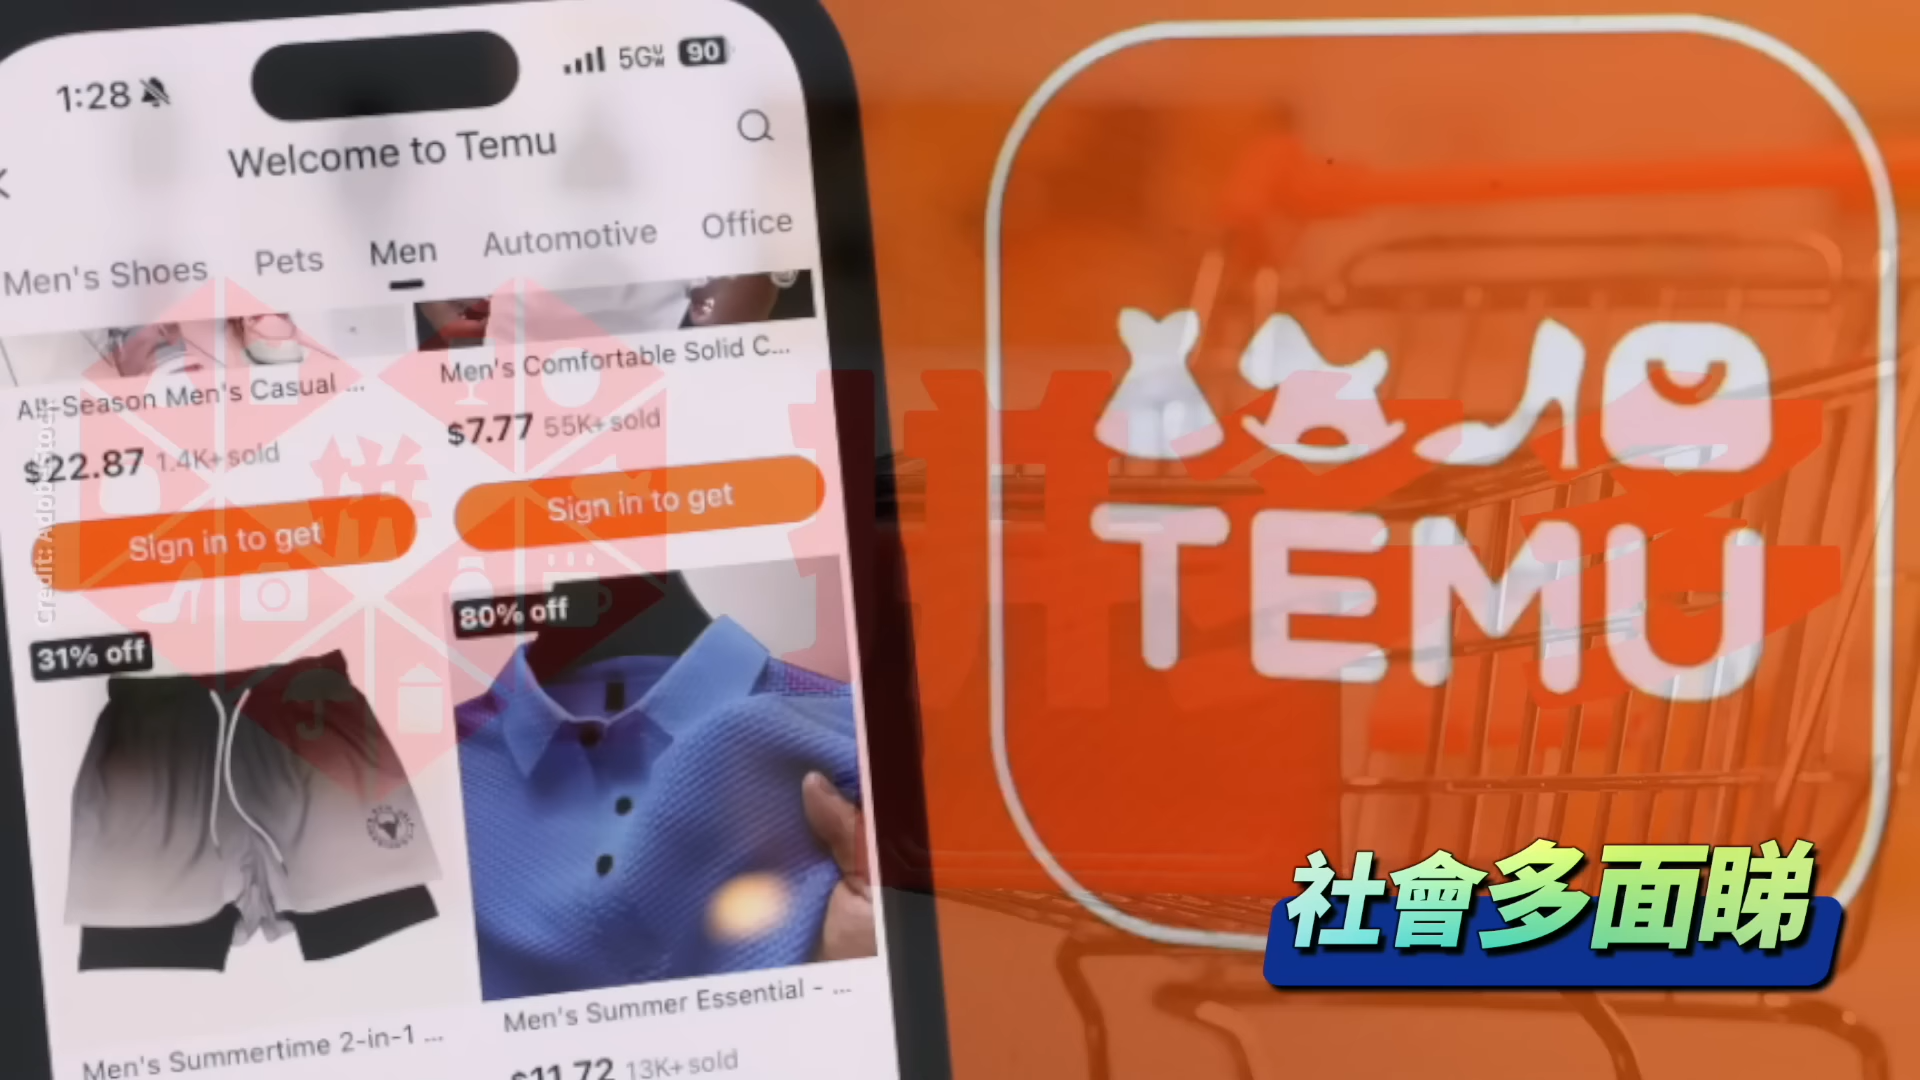 1:28
5G
90
Welcome to Temu
Men's Shoes
Pets
Men
Automotive
Office
All-Season Men's Casual ...
Men's Comfortable Solid C...
$22.87 1.4K+ sold
$7.77 55K+ sold
Sign in to get
Sign in to get
拼
拼多多
Credit: Adobe Stock
31% off
80% off
TEMU
Men's Summertime 2-in-1 ...
Men's Summer Essential - ...
$11.72 13K+ sold
社會多面睇